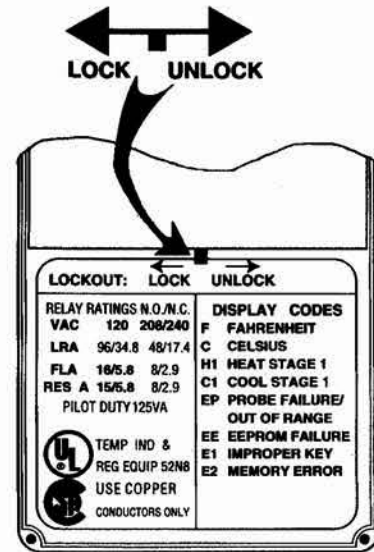 LOCK UNLOCK
LOCKOUT: LOCK UNLOCK
RELAY RATINGS N.O./N.C.
VAC 120 208/240
LRA 96/34.8 48/17.4
FLA 16/5.8 8/2.9
RES A 15/5.8 8/2.9
PILOT DUTY 125VA
UL
®
TEMP IND &
REG EQUIP 52N8
SA
USE COPPER
CONDUCTORS ONLY
DISPLAY CODES
F FAHRENHEIT
C CELSIUS
H1 HEAT STAGE 1
C1 COOL STAGE 1
EP PROBE FAILURE/
OUT OF RANGE
EE EEPROM FAILURE
E1 IMPROPER KEY
E2 MEMORY ERROR